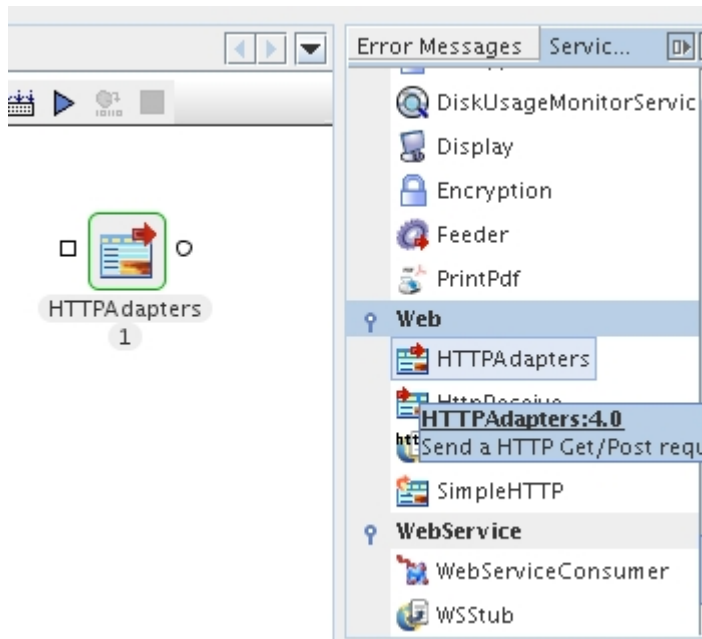 Error Messages Servic...
DiskUsageMonitorServic
Display
Encryption
Feeder
PrintPdf
Web
HTTPAdapters
HTTPAdapters
1
HttpReceive
HTTPAdapters:4.0
Send a HTTP Get/Post requ
SimpleHTTP
WebService
WebServiceConsumer
WSStub